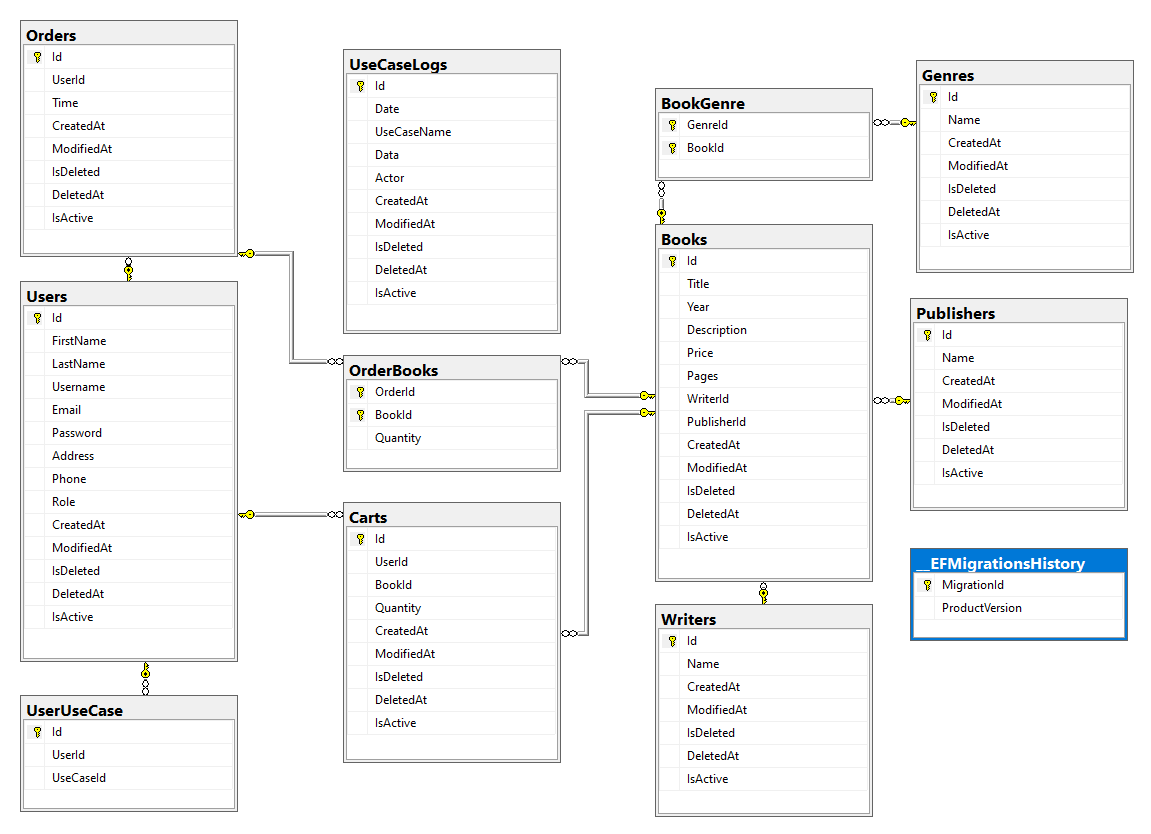 Orders
Id
UserId
Time
CreatedAt
ModifiedAt
IsDeleted
DeletedAt
IsActive
Users
Id
FirstName
LastName
Username
Email
Password
Address
Phone
Role
CreatedAt
ModifiedAt
IsDeleted
DeletedAt
IsActive
UserUseCase
Id
UserId
UseCaseId
UseCaseLogs
Id
Date
UseCaseName
Data
Actor
CreatedAt
ModifiedAt
IsDeleted
DeletedAt
IsActive
OrderBooks
OrderId
BookId
Quantity
Carts
Id
UserId
BookId
Quantity
CreatedAt
ModifiedAt
IsDeleted
DeletedAt
IsActive
BookGenre
GenreId
BookId
Books
Id
Title
Year
Description
Price
Pages
WriterId
PublisherId
CreatedAt
ModifiedAt
IsDeleted
DeletedAt
IsActive
Writers
Id
Name
CreatedAt
ModifiedAt
IsDeleted
DeletedAt
IsActive
Genres
Id
Name
CreatedAt
ModifiedAt
IsDeleted
DeletedAt
IsActive
Publishers
Id
Name
CreatedAt
ModifiedAt
IsDeleted
DeletedAt
IsActive
__EFMigrationsHistory
MigrationId
ProductVersion